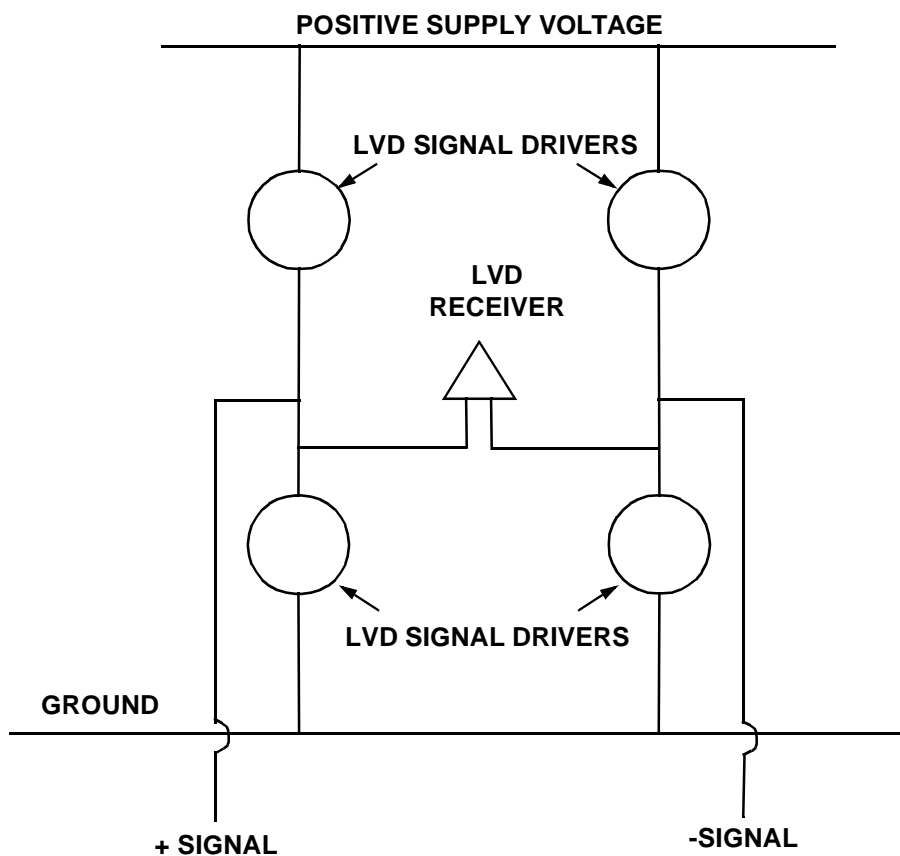 POSITIVE SUPPLY VOLTAGE
LVD SIGNAL DRIVERS
LVD
RECEIVER
LVD SIGNAL DRIVERS
GROUND
+ SIGNAL
-SIGNAL